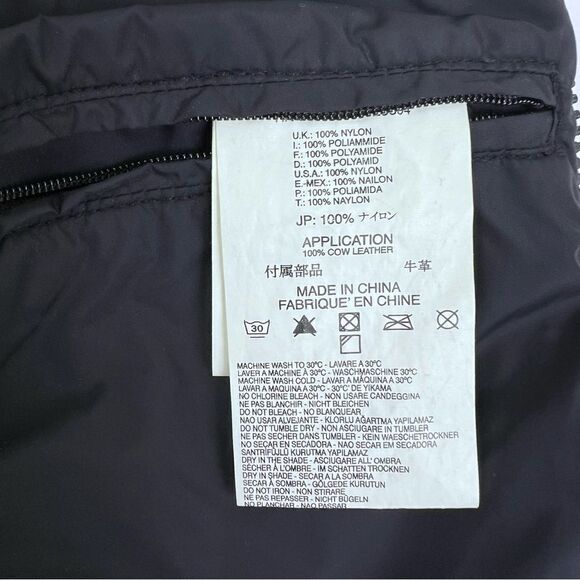 U.K.: 100% NYLON
I.: 100% POLIAMMIDE
F.: 100% POLYAMIDE
D.: 100% POLYAMID
U.S.A.: 100% NYLON
E.-MEX.: 100% NAILON
P.: 100% POLIAMIDA
T.: 100% NAYLON
JP: 100% ナイロン
APPLICATION
100% COW LEATHER
付属部品 牛革
MADE IN CHINA
FABRIQUE' EN CHINE
30
MACHINE WASH TO 30°C - LAVARE A 30°C
LAVER A MACHINE À 30°C - WASCHMASCHINE 30°C
MACHINE WASH COLD - LAVAR A MÁQUINA A 30°C
LAVAR A MAQUINA A 30°C - 30°C' DE YIKAMA
NO CHLORINE BLEACH - NON USARE CANDEGGINA
NE PAS BLANCHIR - NICHT BLEICHEN
DO NOT BLEACH - NO BLANQUEAR
NAO USAR ALVEJANTE - KLORLU AĞARTMA YAPILAMAZ
DO NOT TUMBLE DRY - NON ASCIUGARE IN TUMBLER
NE PAS SECHER DANS TUMBLER - KEIN WAESCHETROCKNER
NO SECAR EN SECADORA - NAO SECAR EM SECADORA
SANTRİFÜJLÜ KURUTMA YAPILAMAZ
DRY IN THE SHADE - ASCIUGARE ALL' OMBRA
SÉCHER À L'OMBRE - IM SCHATTEN TROCKNEN
DRY IN SHADE - SECAR A LA SOMBRA
SECAR À SOMBRA - GÖLGEDE KURUTUN
DO NOT IRON - NON STIRARE
NE PAS REPASSER - NICHT BÜGELN
NO PLANCHAR - NAO PASSAR